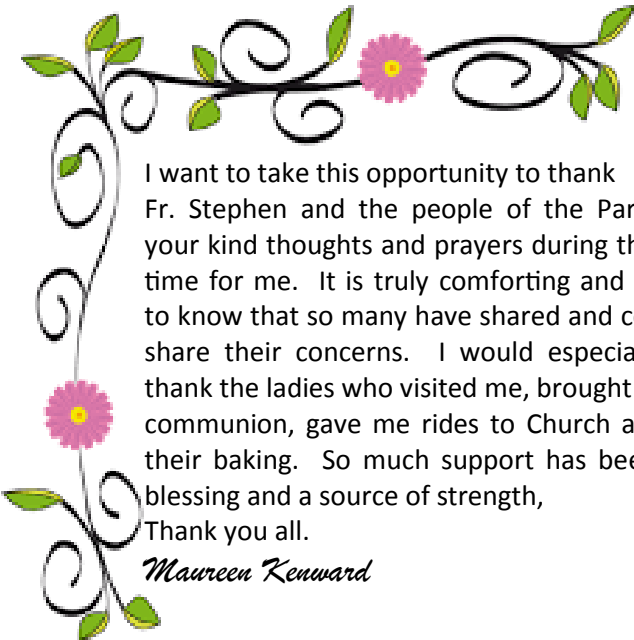 I want to take this opportunity to thank
Fr. Stephen and the people of the Par
your kind thoughts and prayers during th
time for me. It is truly comforting and
to know that so many have shared and c
share their concerns. I would especia
thank the ladies who visited me, brought
communion, gave me rides to Church a
their baking. So much support has bee
blessing and a source of strength,
Thank you all.
Maureen Kenward